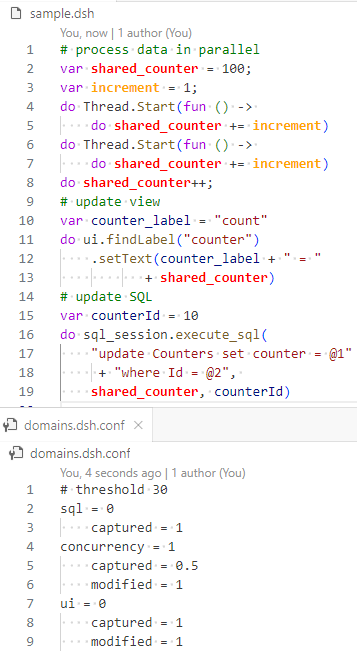 sample.dsh
You, now | 1 author (You)
1 # process data in parallel
2 var shared_counter = 100;
3 var increment = 1;
4 do Thread.Start(fun () ->
5     do shared_counter += increment)
6 do Thread.Start(fun () ->
7     do shared_counter += increment)
8 do shared_counter++;
9 # update view
10 var counter_label = "count"
11 do ui.findLabel("counter")
12     .setText(counter_label + " = "
13           + shared_counter)
14 # update SQL
15 var counterId = 10
16 do sql_session.execute_sql(
17     "update Counters set counter = @1"
18     + "where Id = @2",
19     shared_counter, counterId)
domains.dsh.conf ×
domains.dsh.conf
You, 4 seconds ago | 1 author (You)
1 # threshold 30
2 sql = 0
3     captured = 1
4 concurrency = 1
5     captured = 0.5
6     modified = 1
7 ui = 0
8     captured = 1
9     modified = 1